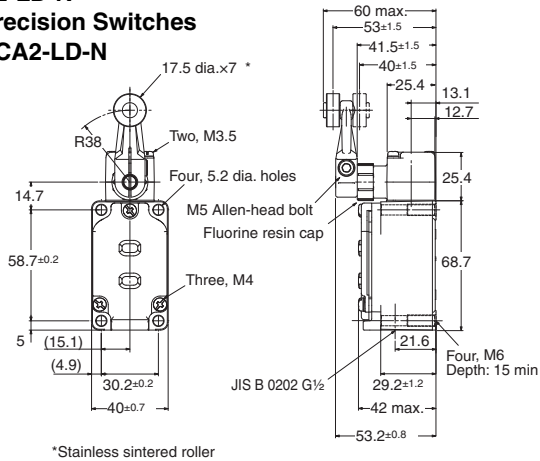 recision Switches
CA2-LD-N
17.5 dia.×7 *
R38
Two, M3.5
Four, 5.2 dia. holes
14.7
58.7±0.2
Three, M4
5
(15.1)
(4.9)
30.2±0.2
40±0.7
*Stainless sintered roller
60 max.
53±1.5
41.5±1.5
40±1.5
25.4
13.1
12.7
25.4
M5 Allen-head bolt
Fluorine resin cap
68.7
21.6
JIS B 0202 G½
Four, M6
Depth: 15 min
29.2±1.2
42 max.
53.2±0.8